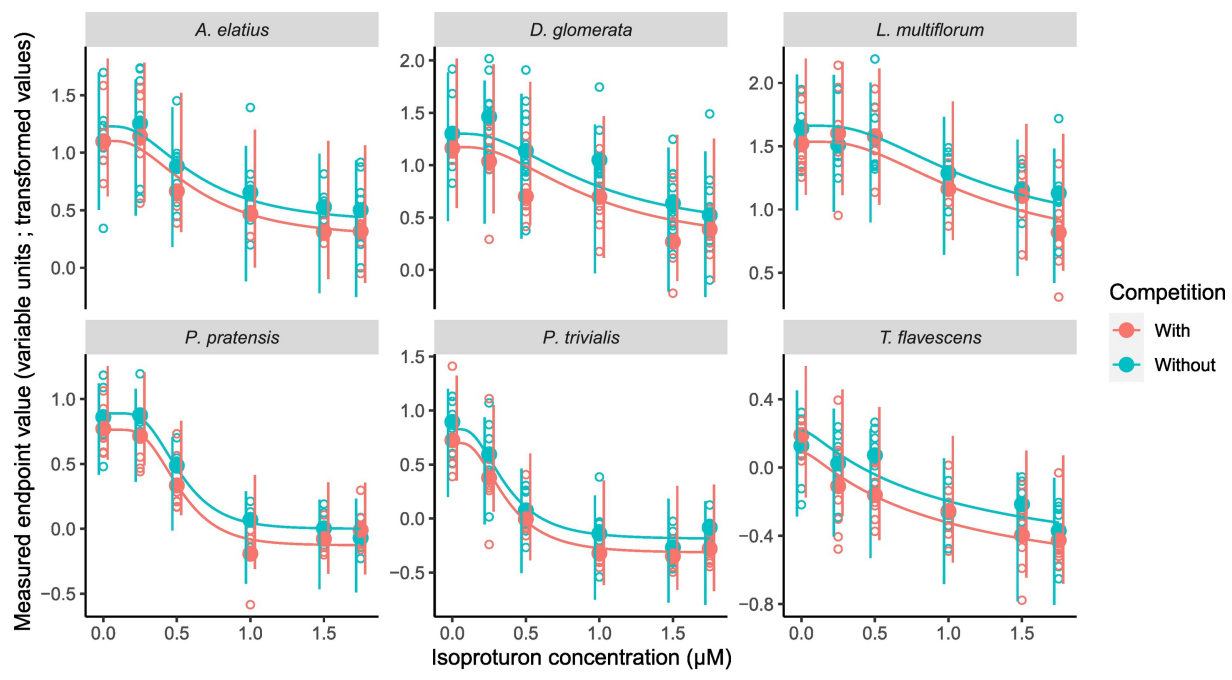 A. elatius
D. glomerata
L. multiflorum
Measured endpoint value (variable units ; transformed values)
1.5
1.0
0.5
0.0
2.0
1.5
1.0
0.5
0.0
2.0
1.5
1.0
0.5
P. pratensis
P. trivialis
T. flavescens
1.0
0.5
0.0
−0.5
1.5
1.0
0.5
0.0
−0.5
0.4
0.0
−0.4
−0.8
0.0 0.5 1.0 1.5
0.0 0.5 1.0 1.5
0.0 0.5 1.0 1.5
Isoproturon concentration (µM)
Competition
With
Without